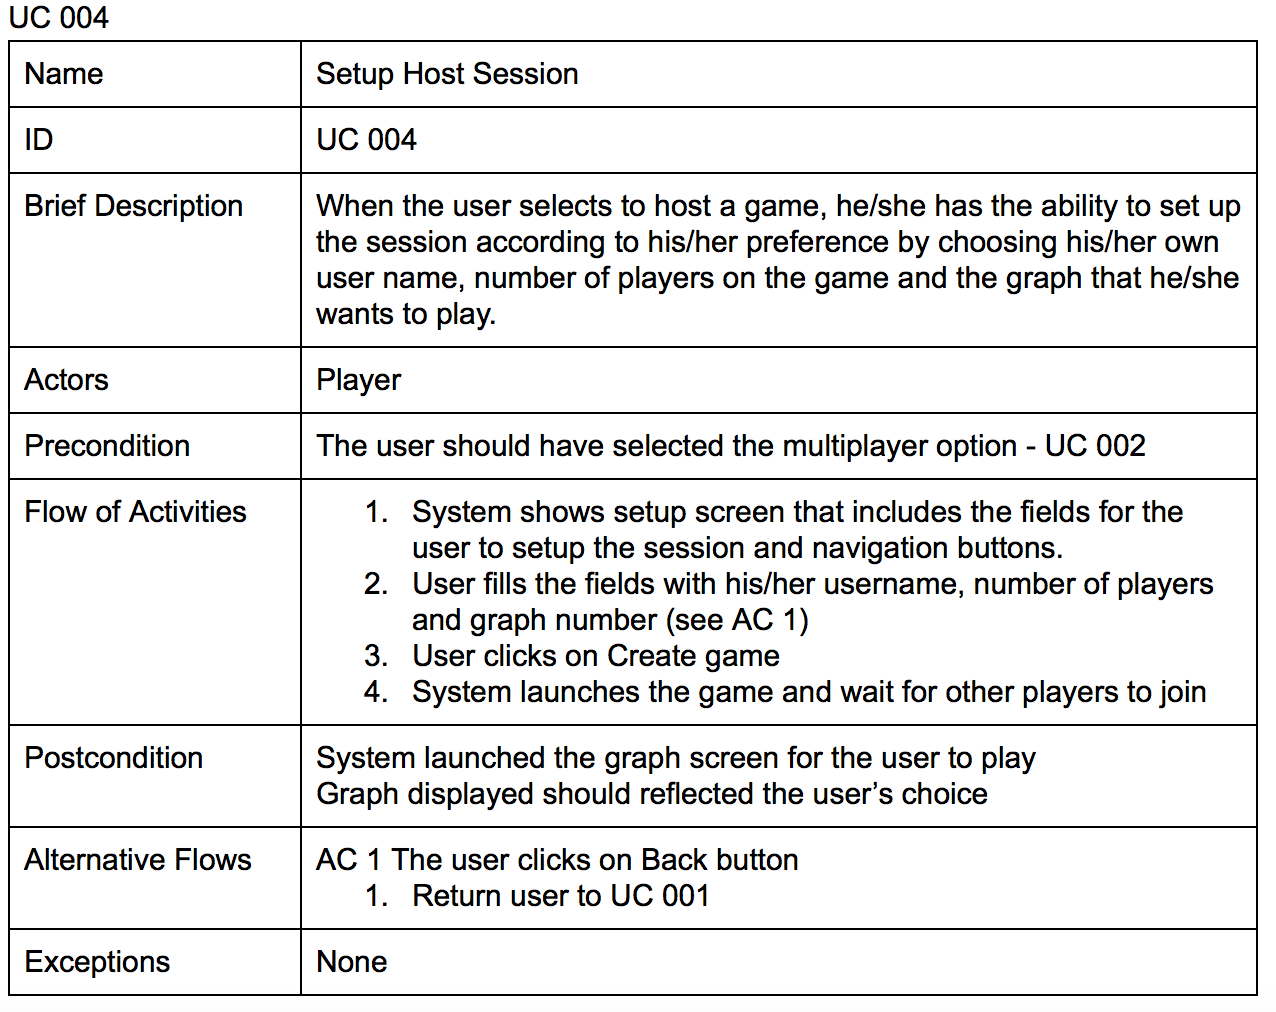 UC 004
Name
Setup Host Session
ID
UC 004
Brief Description
When the user selects to host a game, he/she has the ability to set up
the session according to his/her preference by choosing his/her own
user name, number of players on the game and the graph that he/she
wants to play.
Actors
Player
Precondition
The user should have selected the multiplayer option - UC 002
Flow of Activities
1. System shows setup screen that includes the fields for the
user to setup the session and navigation buttons.
2. User fills the fields with his/her username, number of players
and graph number (see AC 1)
3. User clicks on Create game
4. System launches the game and wait for other players to join
Postcondition
System launched the graph screen for the user to play
Graph displayed should reflected the user’s choice
Alternative Flows
AC 1 The user clicks on Back button
1. Return user to UC 001
Exceptions
None